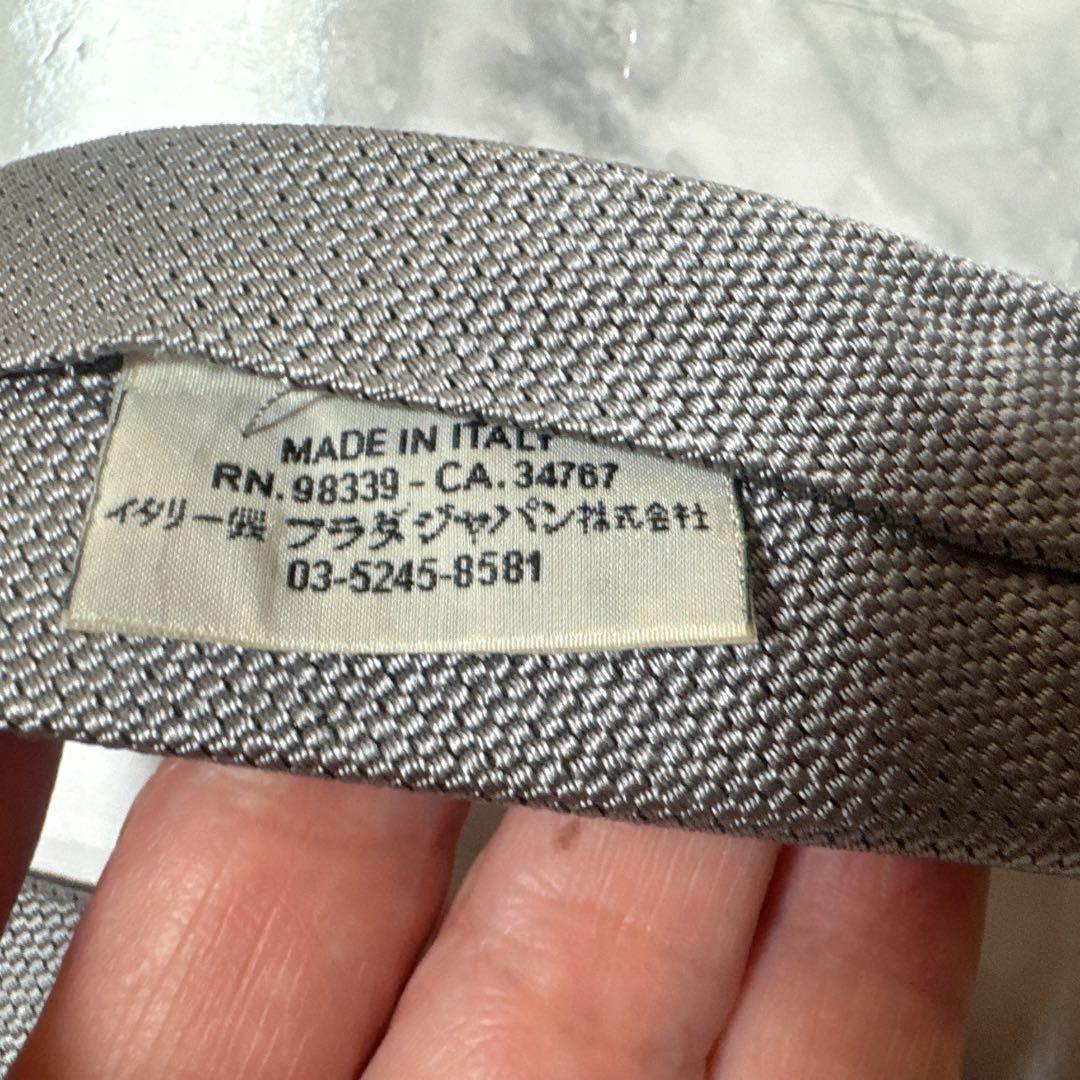 MADE IN ITALY
RN.98339 - CA.34767
イタリー製 プラダジャパン株式会社
03-5245-8581